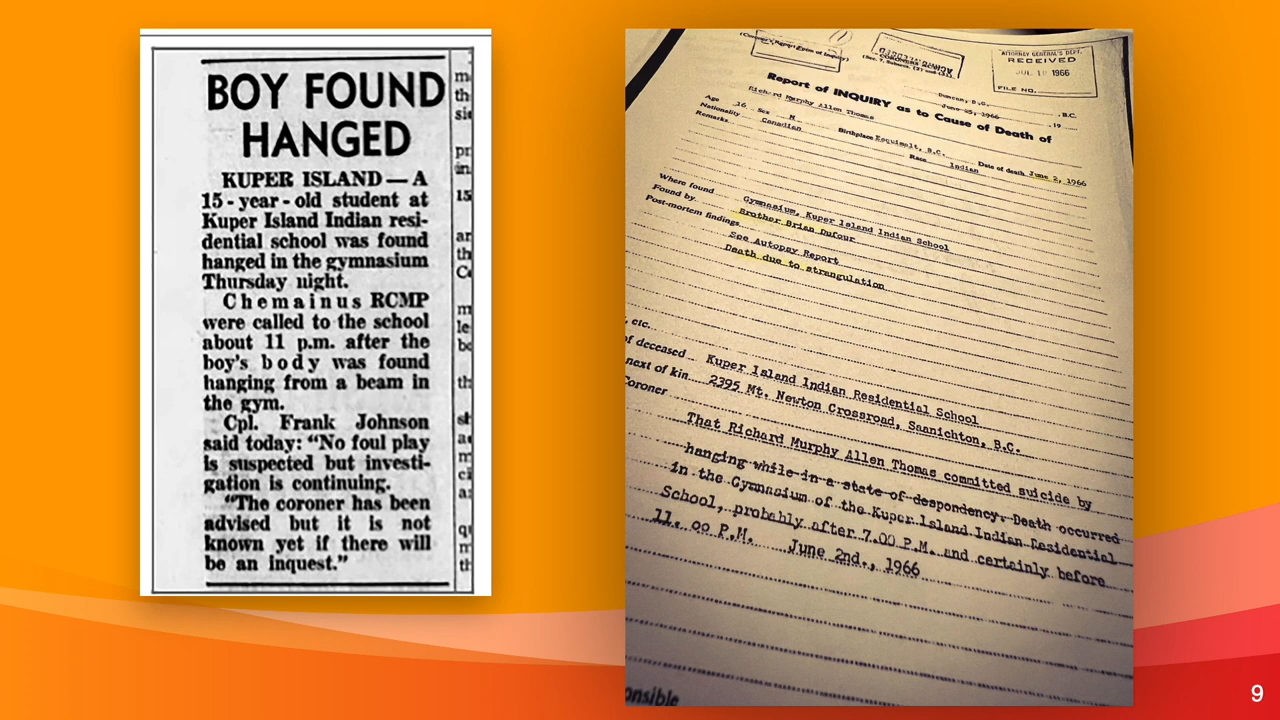 BOY FOUND
HANGED
KUPER ISLAND — A
15-year-old student at
Kuper Island Indian resi-
dential school was found
hanged in the gymnasium
Thursday night.
Chemainus RCMP
were called to the school
about 11 p.m. after the
boy's body was found
hanging from a beam in
the gym.
Cpl. Frank Johnson
said today: "No foul play
is suspected but investi-
gation is continuing.
"The coroner has been
advised but it is not
known yet if there will
be an inquest."
ATTORNEY GENERAL'S DEPT.
RECEIVED
1966
FILE NO.
Duncan, B.C. , B.C.
June 1966 , 19
Report of INQUIRY as to Cause of Death of
Richard Murphy Allen Thomas
Age 16 Sex M Birthplace Esquimalt, B.C. Date of death June 2, 1966
Nationality Canadian Race Indian
Remarks
Where found Gymnasium, Kuper Island Indian School
Found by Brother Brian Dufour
Post-mortem findings See Autopsy Report
Death due to strangulation
, etc.
of deceased Kuper Island Indian Residential School
next of kin 2395 Mt. Newton Crossroad, Saanichton, B.C.
Coroner
That Richard Murphy Allen Thomas committed suicide by
hanging while in a state of despondency. Death occurred
in the Gymnasium of the Kuper Island Indian Residential
School, probably after 7.00 P.M. and certainly before
11. 00 P.M. June 2nd., 1966
9